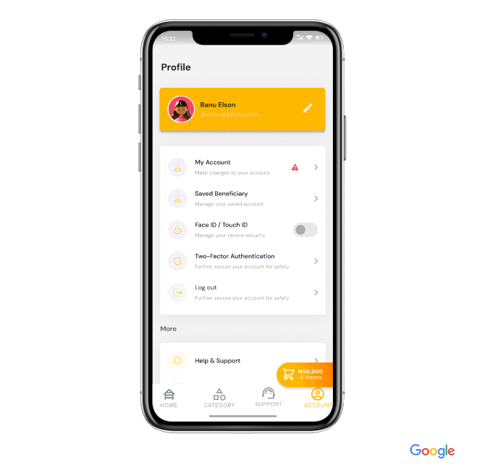 Profile
Banu Elson
My Account
Make changes to your account
Saved Beneficiary
Manage your saved account
Face ID / Touch ID
Manage your device security
Two-Factor Authentication
Further secure your account for safety
Log out
Further secure your account for safety
More
Help & Support
₦50,000
Items
HOME
CATEGORY
SUPPORT
ACCOUNT
Google